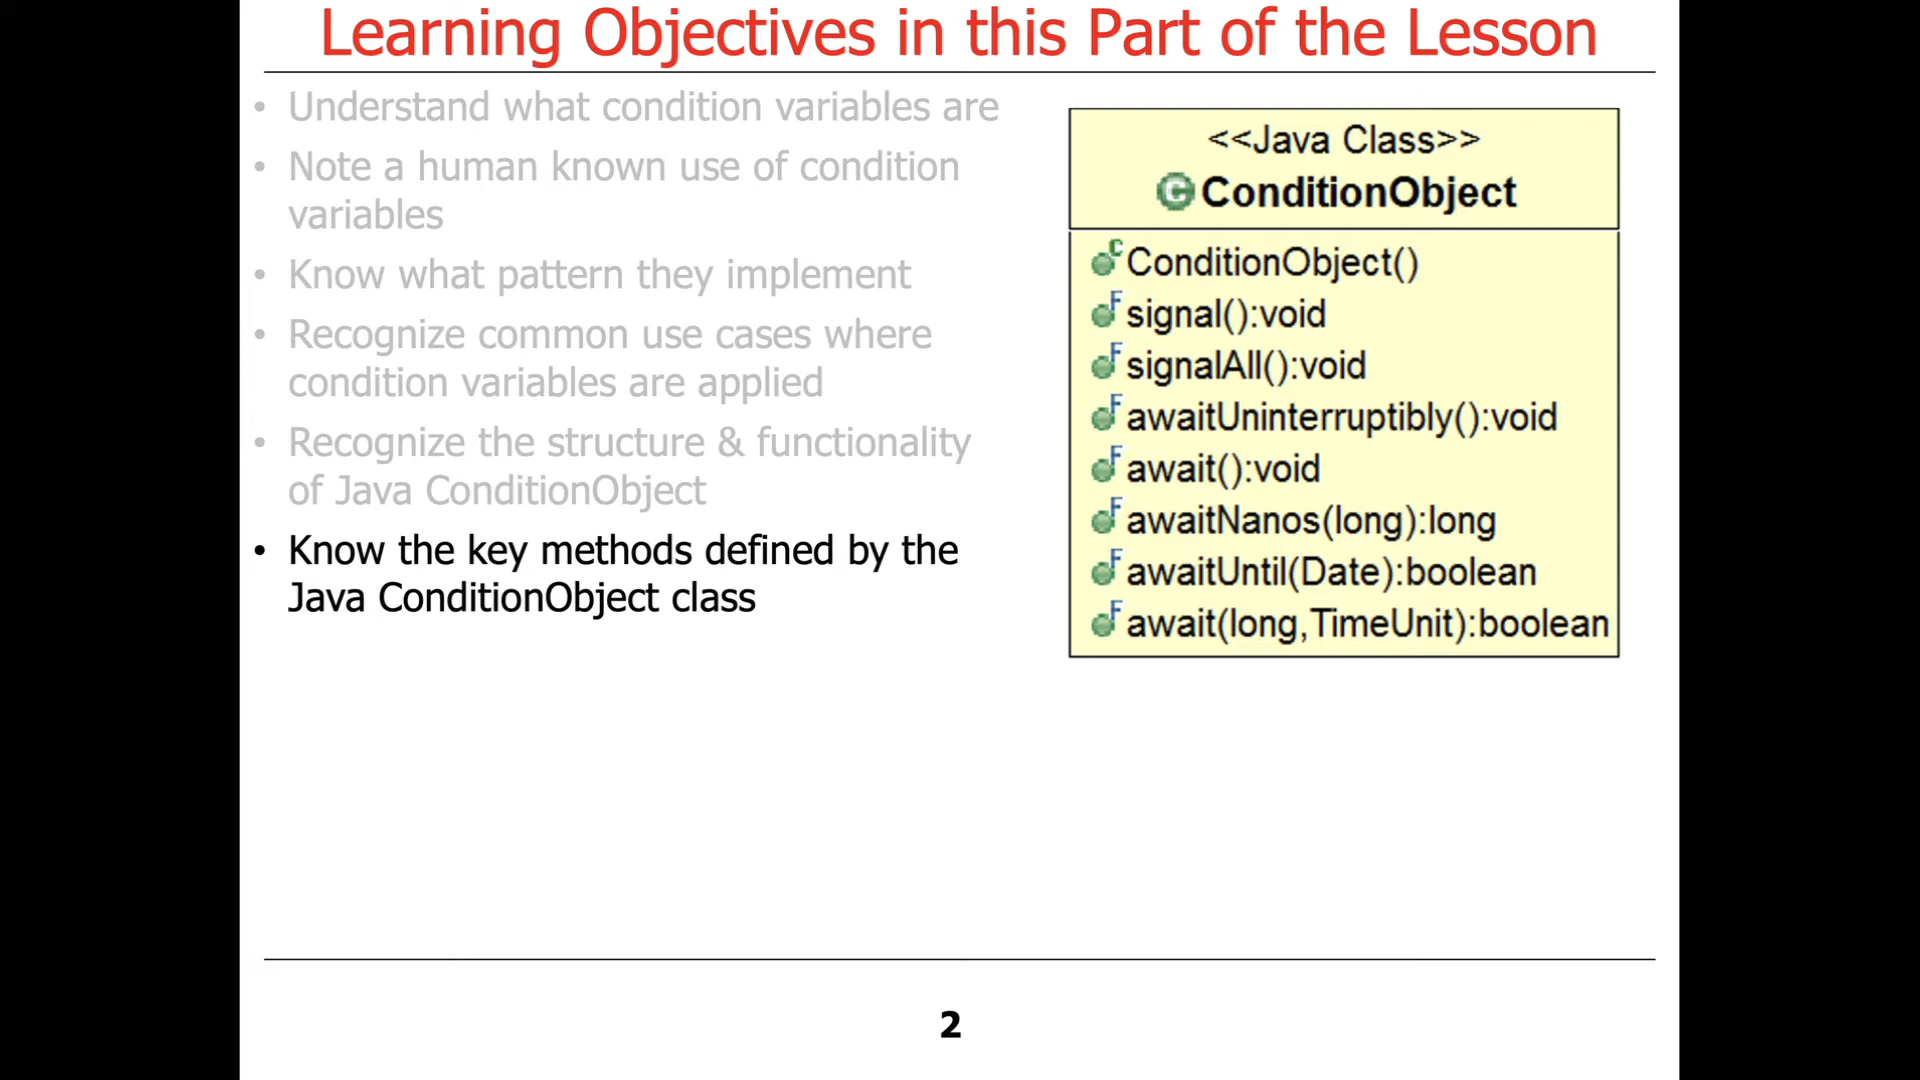 Learning Objectives in this Part of the Lesson
• Understand what condition variables are
• Note a human known use of condition
variables
• Know what pattern they implement
• Recognize common use cases where
condition variables are applied
• Recognize the structure & functionality
of Java ConditionObject
• Know the key methods defined by the
Java ConditionObject class
<<Java Class>>
C ConditionObject
C ConditionObject()
F signal():void
F signalAll():void
F awaitUninterruptibly():void
F await():void
F awaitNanos(long):long
F awaitUntil(Date):boolean
F await(long,TimeUnit):boolean
2